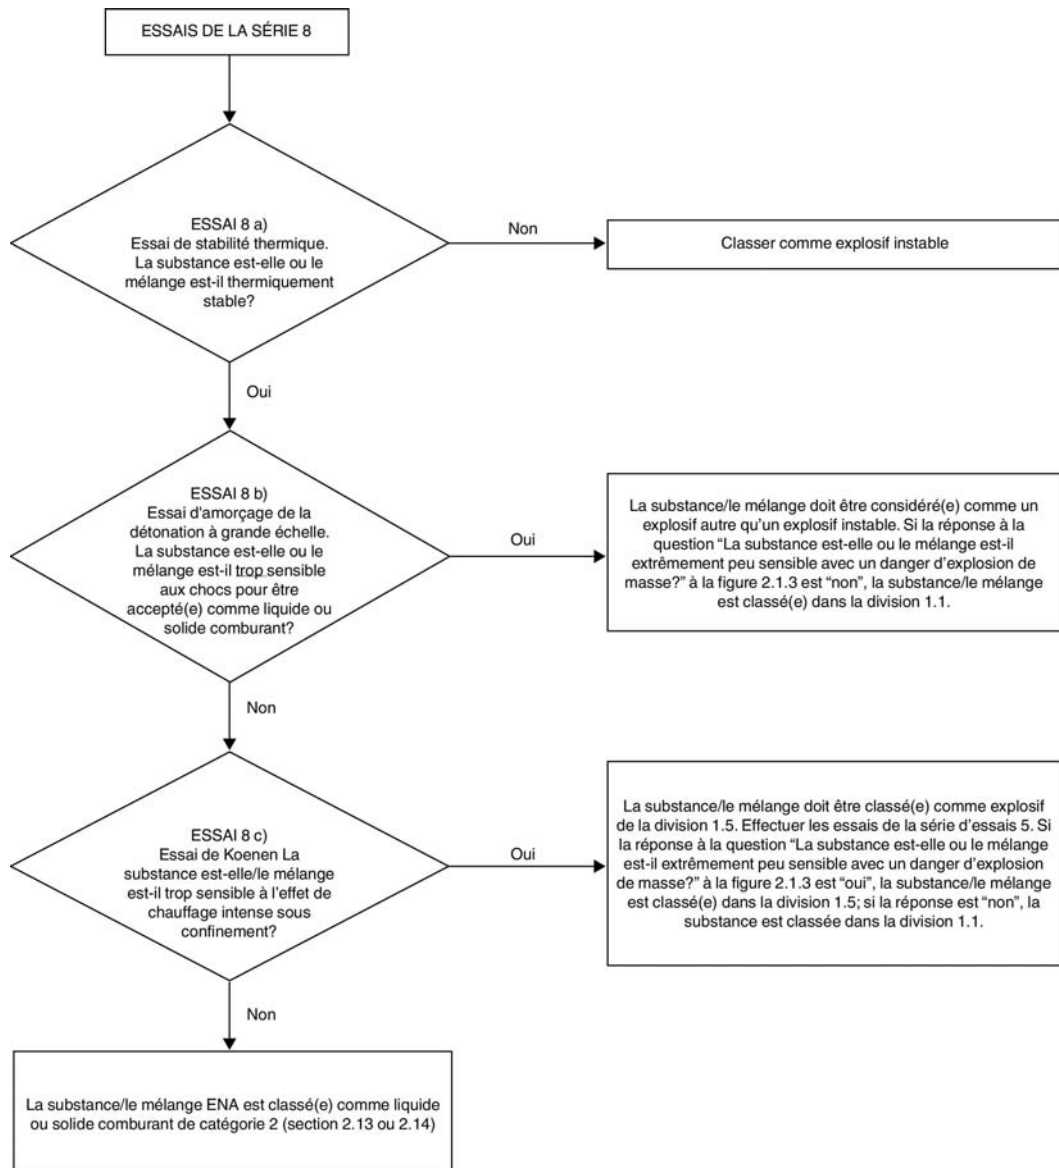 ESSAIS DE LA SÉRIE 8
ESSAI 8 a)
Essai de stabilité thermique.
La substance est-elle ou le
mélange est-il thermiquement
stable?
Non
Classer comme explosif instable
Oui
ESSAI 8 b)
Essai d'amorçage de la
détonation à grande échelle.
La substance est-elle ou le
mélange est-il trop sensible
aux chocs pour être
accepté(e) comme liquide ou
solide comburant?
Oui
La substance/le mélange doit être considéré(e) comme un
explosif autre qu'un explosif instable. Si la réponse à la
question “La substance est-elle ou le mélange est-il
extrêmement peu sensible avec un danger d'explosion de
masse?” à la figure 2.1.3 est “non”, la substance/le mélange
est classé(e) dans la division 1.1.
Non
ESSAI 8 c)
Essai de Koenen La
substance est-elle/le mélange
est-il trop sensible à l'effet de
chauffage intense sous
confinement?
Oui
La substance/le mélange doit être classé(e) comme explosif
de la division 1.5. Effectuer les essais de la série d'essais 5. Si
la réponse à la question “La substance est-elle ou le mélange
est-il extrêmement peu sensible avec un danger d'explosion
de masse?” à la figure 2.1.3 est “oui”, la substance/le mélange
est classé(e) dans la division 1.5; si la réponse est “non”, la
substance est classée dans la division 1.1.
Non
La substance/le mélange ENA est classé(e) comme liquide
ou solide comburant de catégorie 2 (section 2.13 ou 2.14)